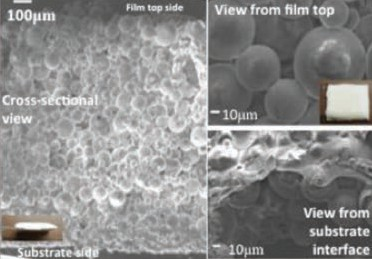 100μm
Film top side
Cross-sectional
view
Substrate side
View from film top
10μm
10μm
View from
substrate
interface